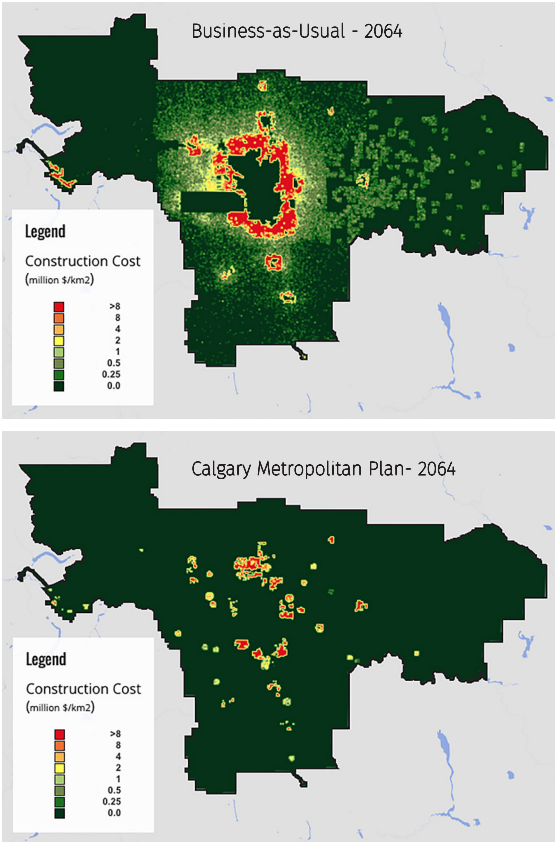 Business-as-Usual - 2064
Legend
Construction Cost
(million $/km2)
>8
8
4
2
1
0.5
0.25
0.0
Calgary Metropolitan Plan- 2064
Legend
Construction Cost
(million $/km2)
>8
8
4
2
1
0.5
0.25
0.0